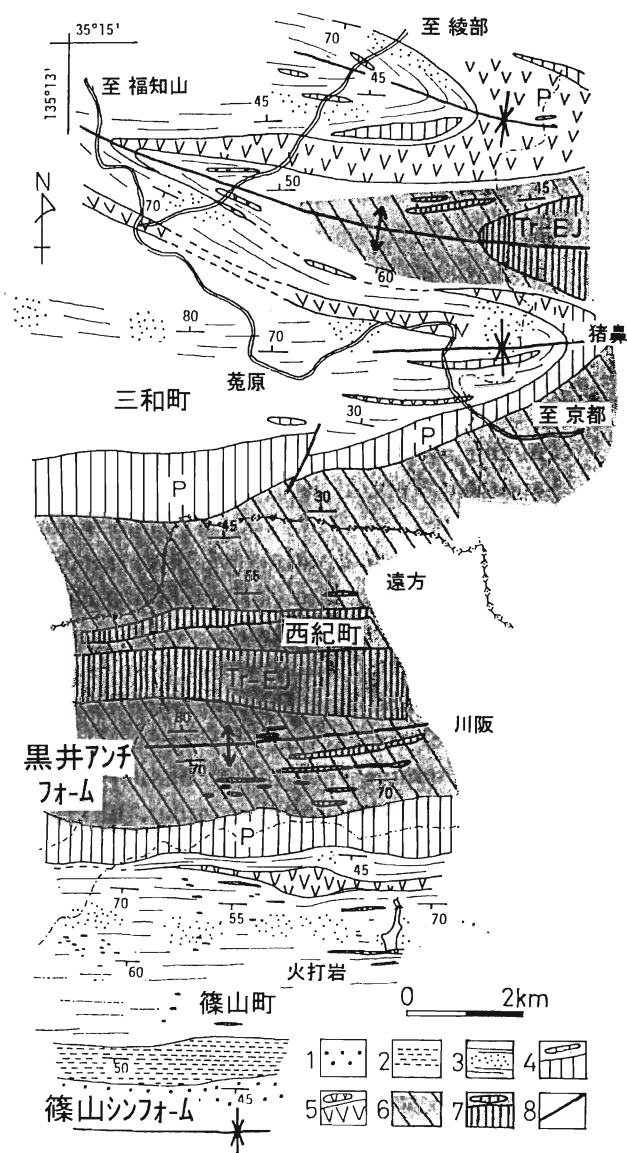 35°15′
135°13′
至 綾部
70
至 福知山
45
45
P
50
N
70
45
Tr-EJ
60
80
70
猪鼻
菟原
三和町
30
至 京都
P
P
30
45
55
遠方
西紀町
Tr-EJ
80
川阪
黒井アンチ
フォーム
70
70
P
45
70
55
70
60
火打岩
篠山町
0 2km
50
45
篠山シンフォーム
1 2 3 4
5 6 7 8